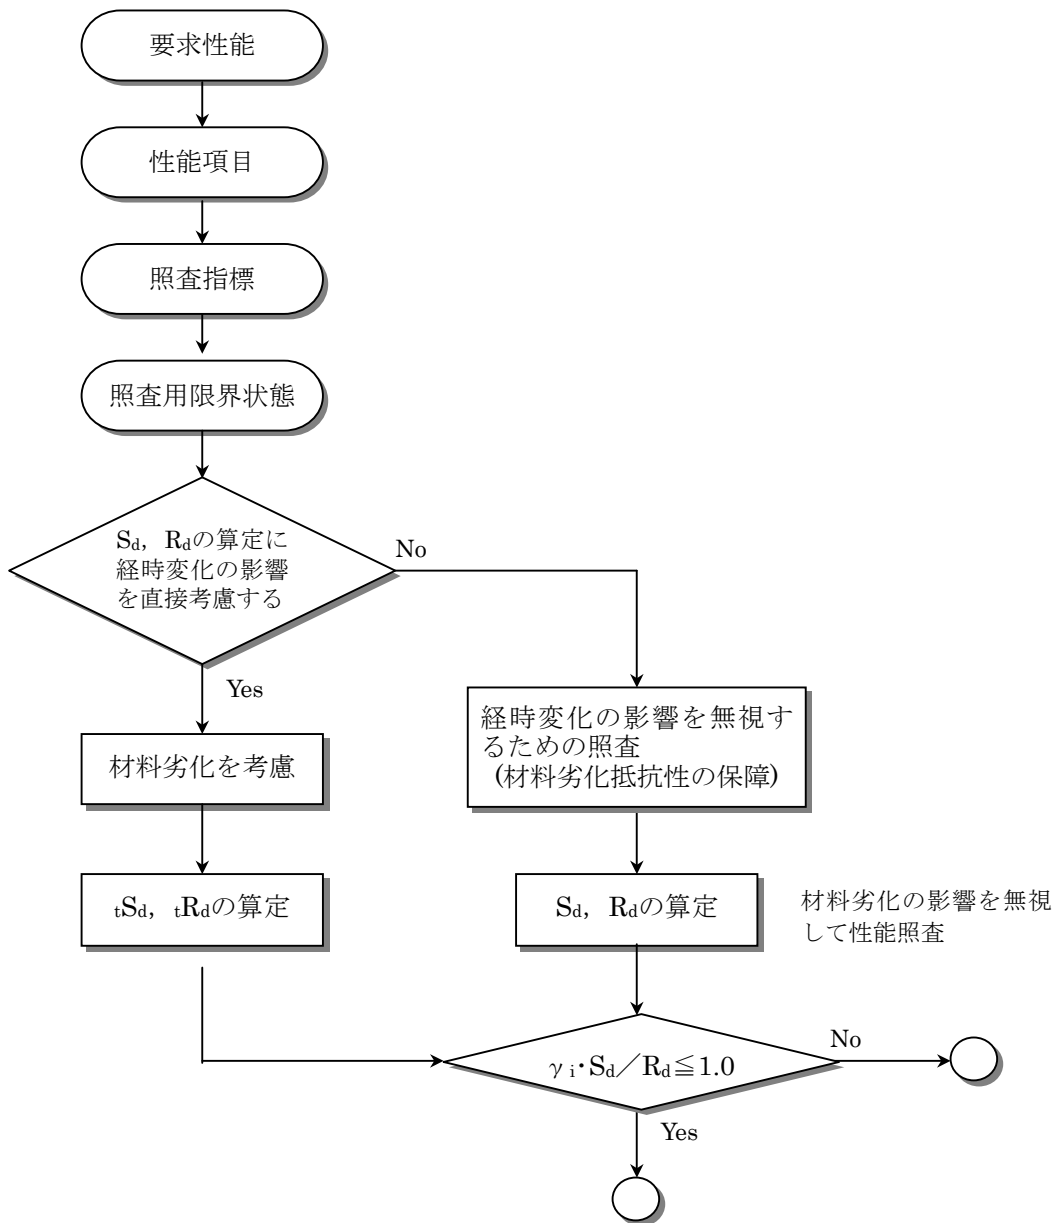 要求性能
性能項目
照査指標
照査用限界状態
Sd，Rdの算定に
経時変化の影響
を直接考慮する
No
Yes
経時変化の影響を無視す
るための照査
(材料劣化抵抗性の保障)
材料劣化を考慮
tSd，tRdの算定
Sd，Rdの算定
材料劣化の影響を無視
して性能照査
γi・Sd／Rd≦1.0
No
Yes